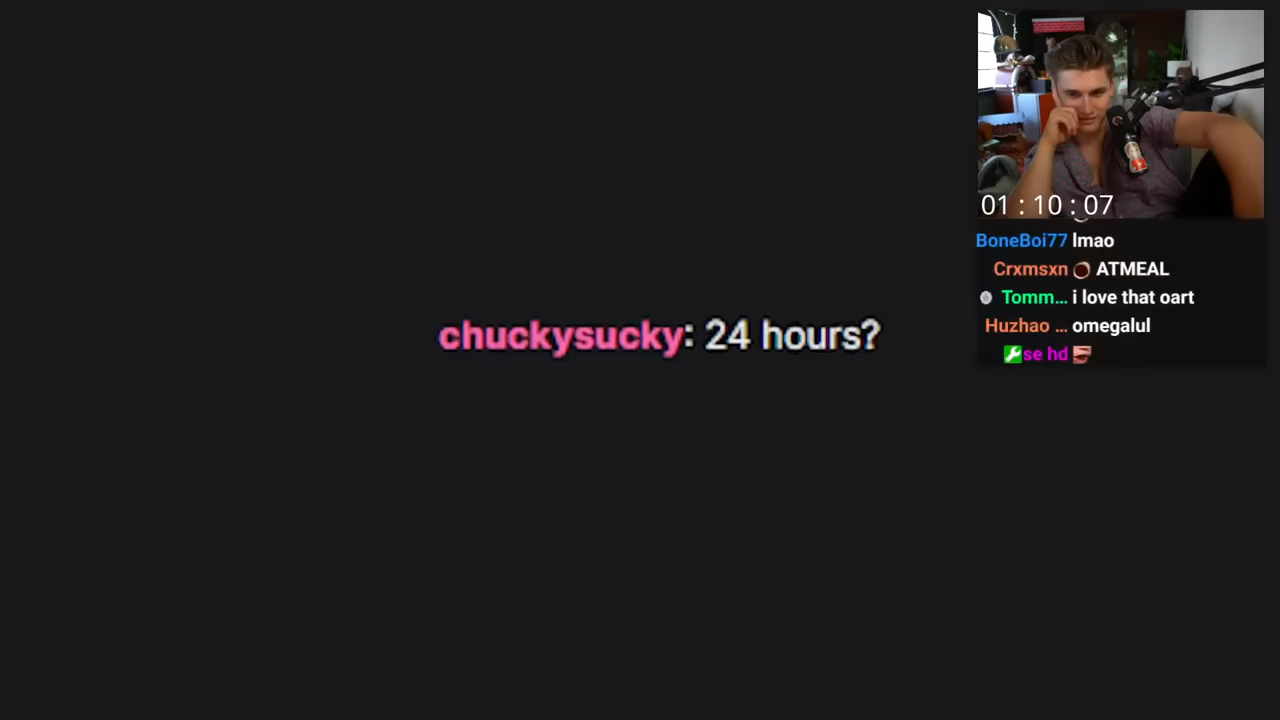 chuckysucky: 24 hours?
01 : 10 : 07
BoneBoi77 lmao
Crxmsxn ATMEAL
Tomm... i love that oart
Huzhao ... omegalul
se hd